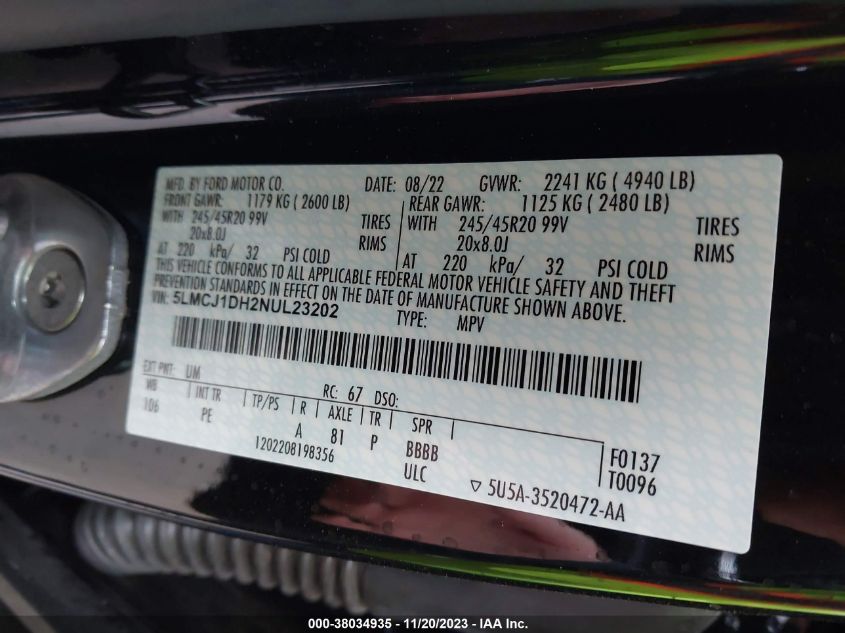 MFD. BY FORD MOTOR CO. DATE: 08/22 GVWR: 2241 KG ( 4940 LB)
FRONT GAWR: 1179 KG ( 2600 LB) REAR GAWR: 1125 KG ( 2480 LB)
WITH 245/45R20 99V TIRES WITH 245/45R20 99V TIRES
20x8.0J RIMS 20x8.0J RIMS
AT 220 kPa/ 32 PSI COLD AT 220 kPa/ 32 PSI COLD
THIS VEHICLE CONFORMS TO ALL APPLICABLE FEDERAL MOTOR VEHICLE SAFETY AND THEFT
PREVENTION STANDARDS IN EFFECT ON THE DATE OF MANUFACTURE SHOWN ABOVE.
VIN: 5LMCJ1DH2NUL23202 TYPE: MPV
EXT PNT: UM RC: 67 DSO:
WB INT TR TP/PS R AXLE TR SPR
106 PE A 81 P BBBB F0137
1202208198356 ULC T0096
▽ 5U5A-3520472-AA
000-38034935 - 11/20/2023 - IAA Inc.